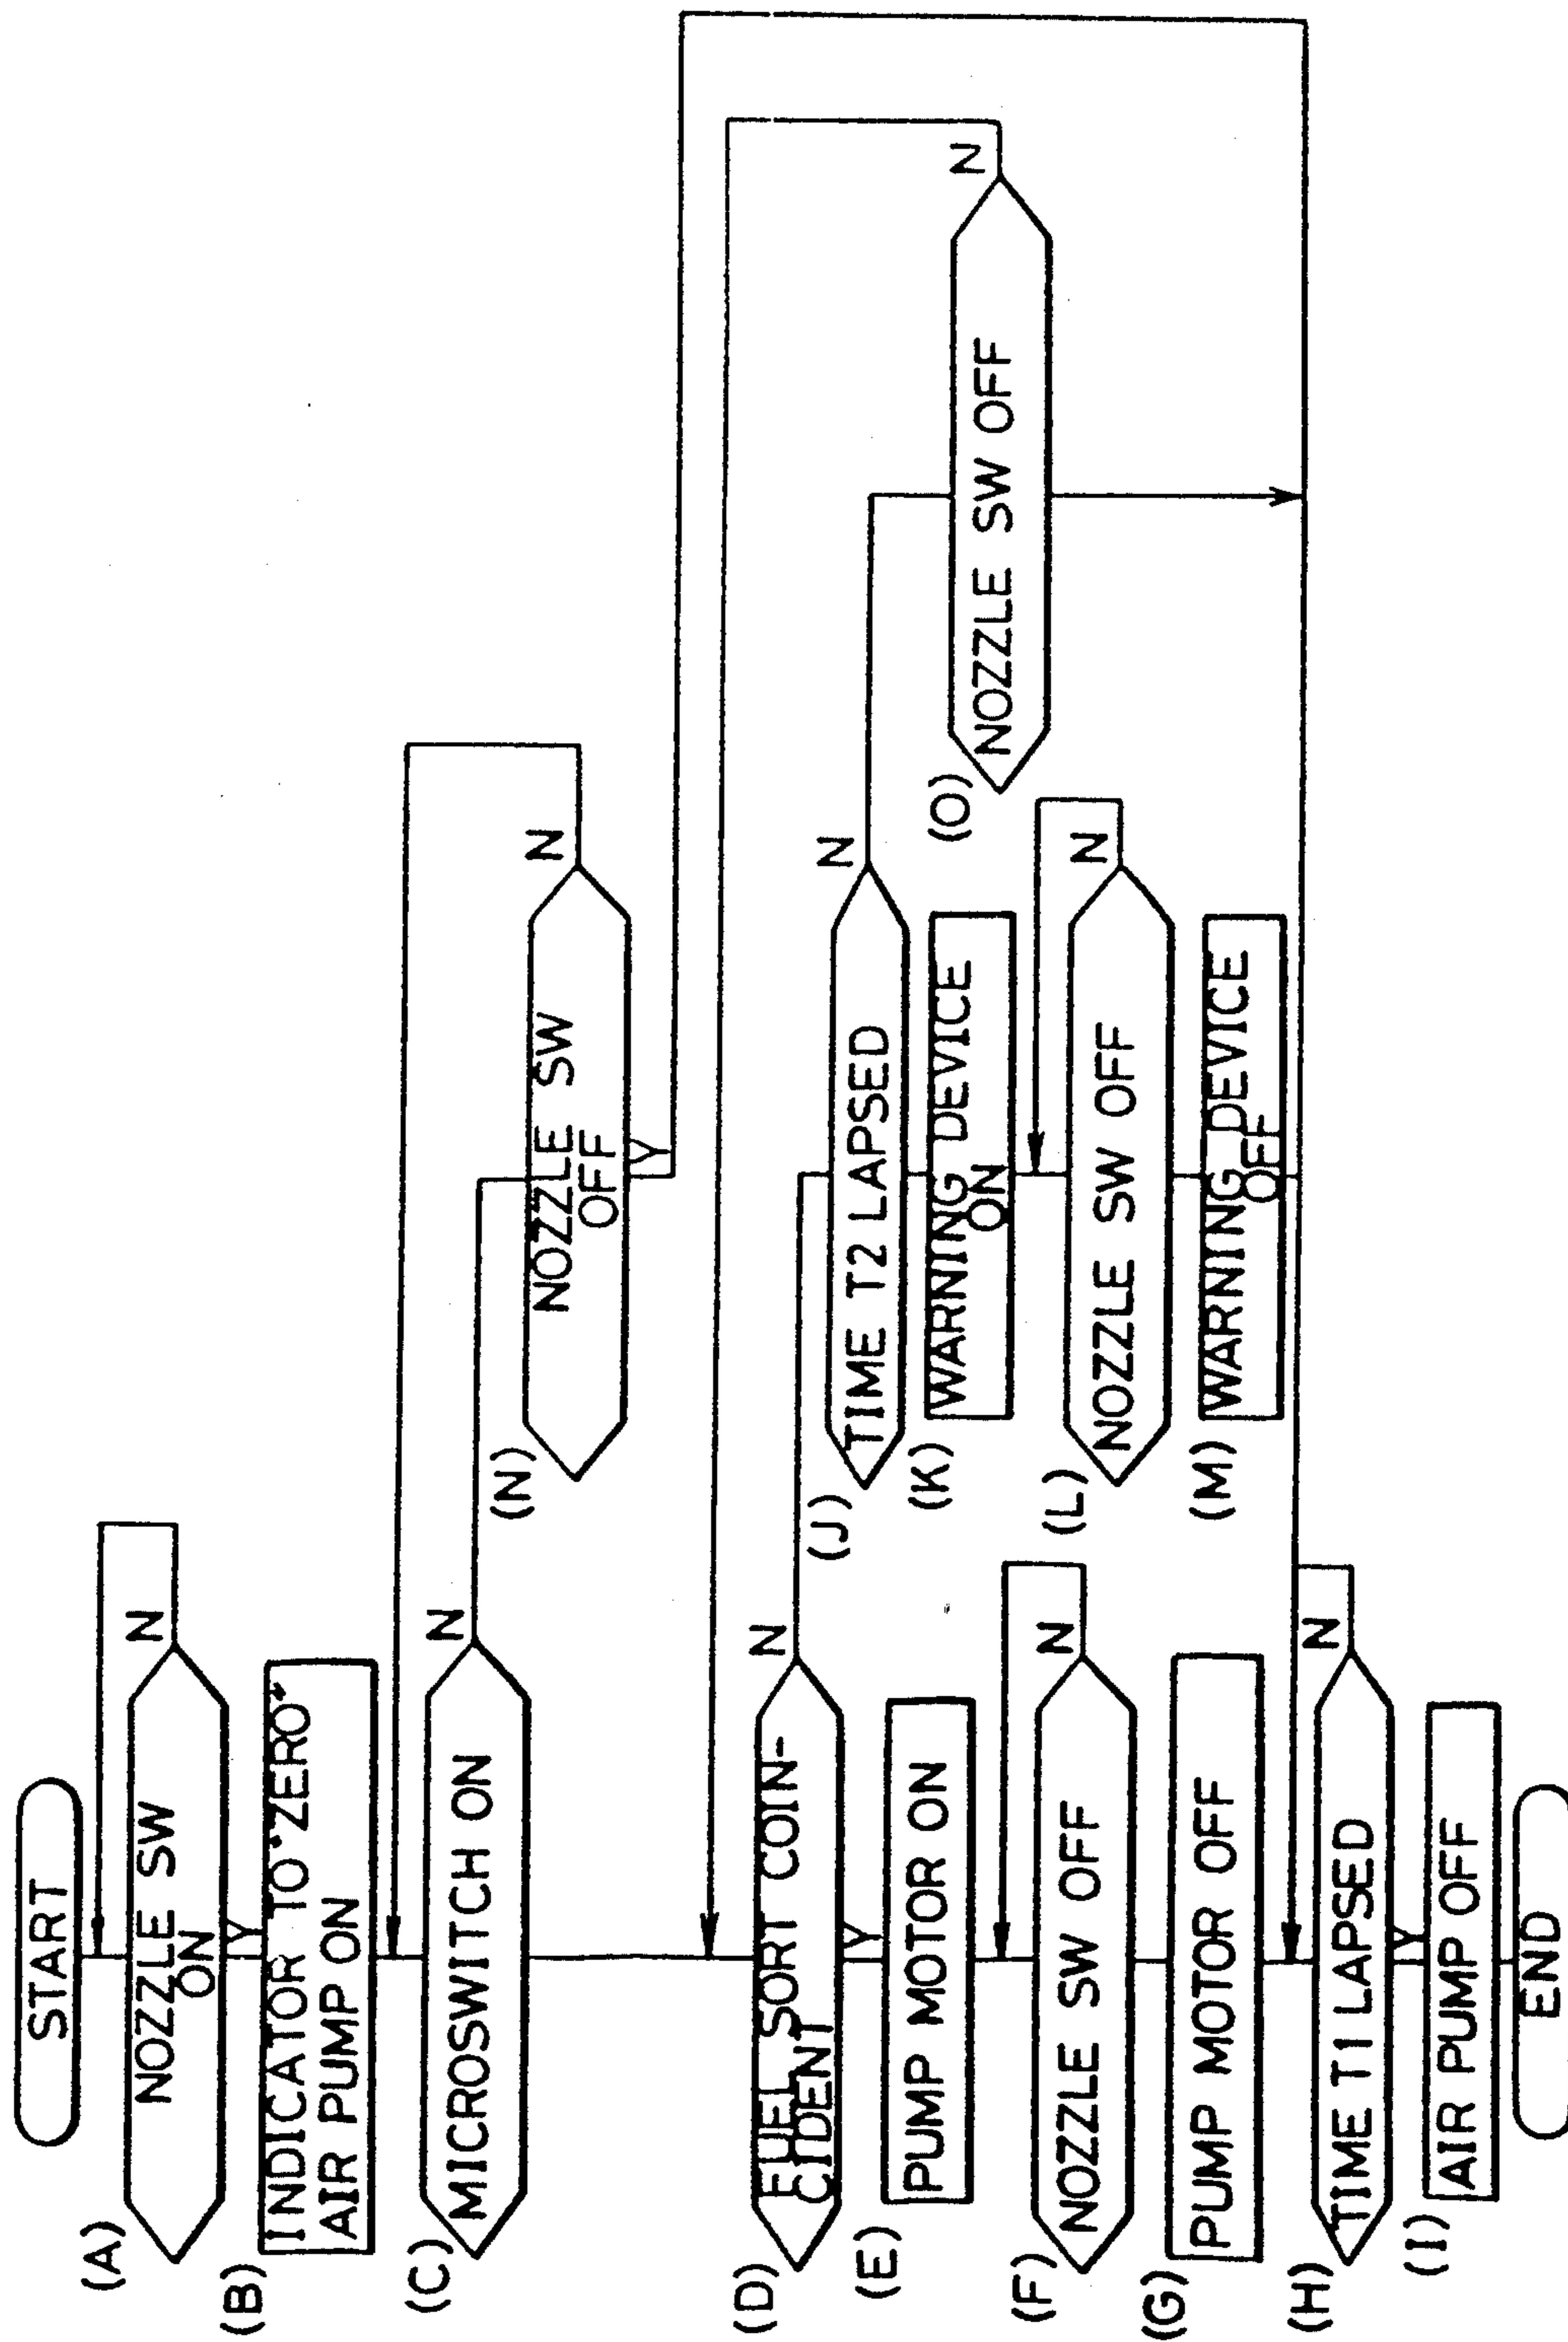 START
(A)
NOZZLE SW
ON
N
Y
(B)
INDICATOR TO "ZERO"
AIR PUMP ON
(C)
MICROSWITCH ON
N
(N)
NOZZLE SW
OFF
N
Y
(D)
FUEL SORT COIN-
CIDENT
N
Y
(E)
PUMP MOTOR ON
(F)
NOZZLE SW OFF
N
(G)
PUMP MOTOR OFF
(H)
TIME T1 LAPSED
N
Y
(I)
AIR PUMP OFF
END
(J)
TIME T2 LAPSED
N
(K)
WARNING DEVICE
ON
(L)
NOZZLE SW OFF
N
(M)
WARNING DEVICE
OFF
(O)
NOZZLE SW OFF
N